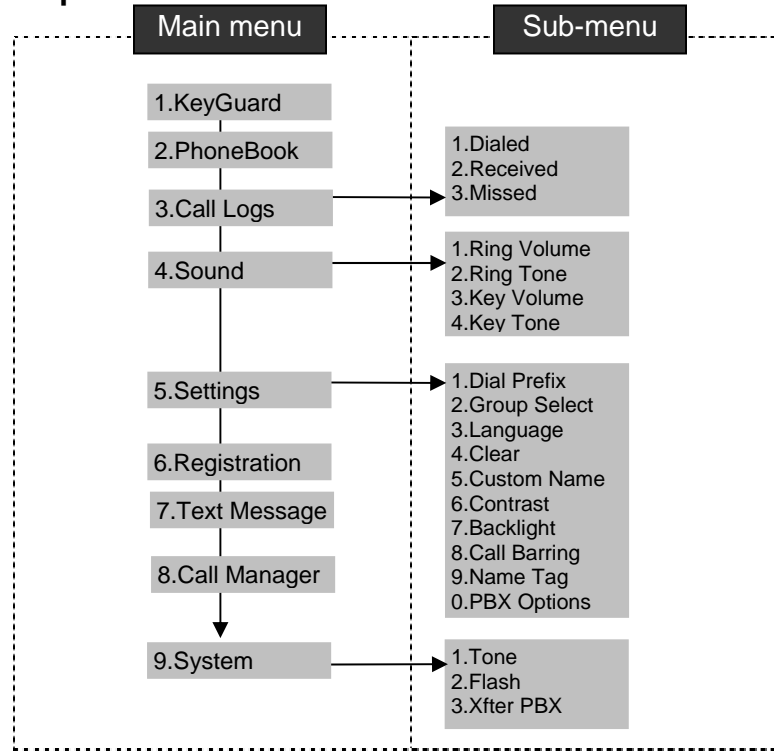 Main menu
Sub-menu
1.KeyGuard
2.PhoneBook
3.Call Logs
4.Sound
5.Settings
6.Registration
7.Text Message
8.Call Manager
9.System
1.Dialed
2.Received
3.Missed
1.Ring Volume
2.Ring Tone
3.Key Volume
4.Key Tone
1.Dial Prefix
2.Group Select
3.Language
4.Clear
5.Custom Name
6.Contrast
7.Backlight
8.Call Barring
9.Name Tag
0.PBX Options
1.Tone
2.Flash
3.Xfter PBX